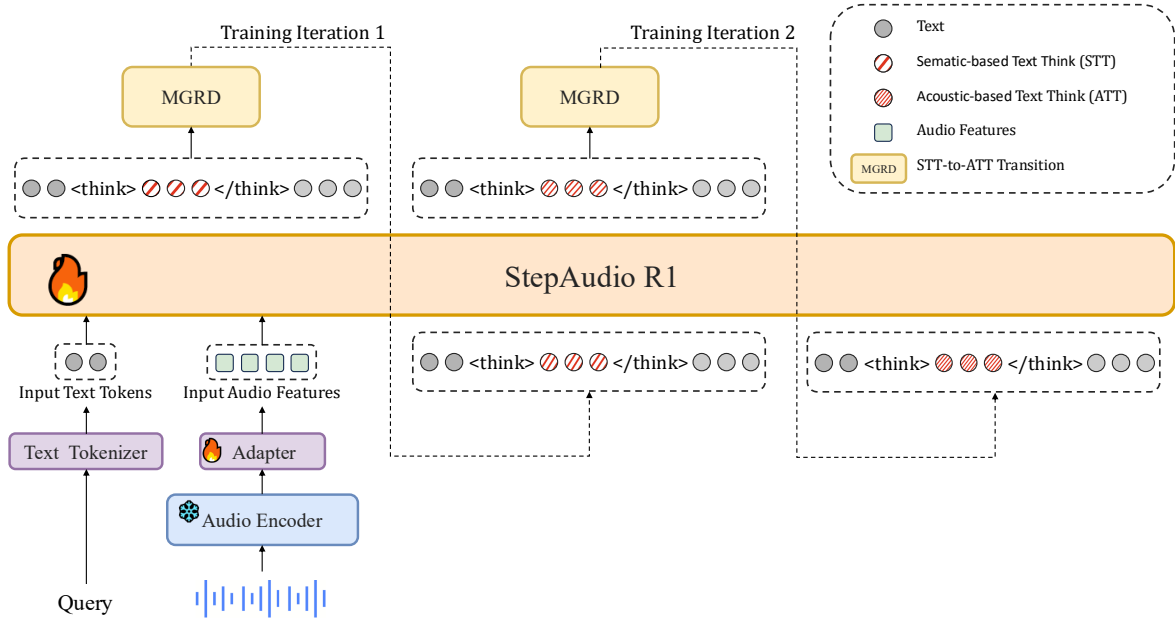 Training Iteration 1
Training Iteration 2
Text
Sematic-based Text Think (STT)
Acoustic-based Text Think (ATT)
Audio Features
MGRD
STT-to-ATT Transition
MGRD
MGRD
<think> </think>
<think> </think>
StepAudio R1
<think> </think>
<think> </think>
Input Text Tokens
Input Audio Features
Text Tokenizer
Adapter
Audio Encoder
Query